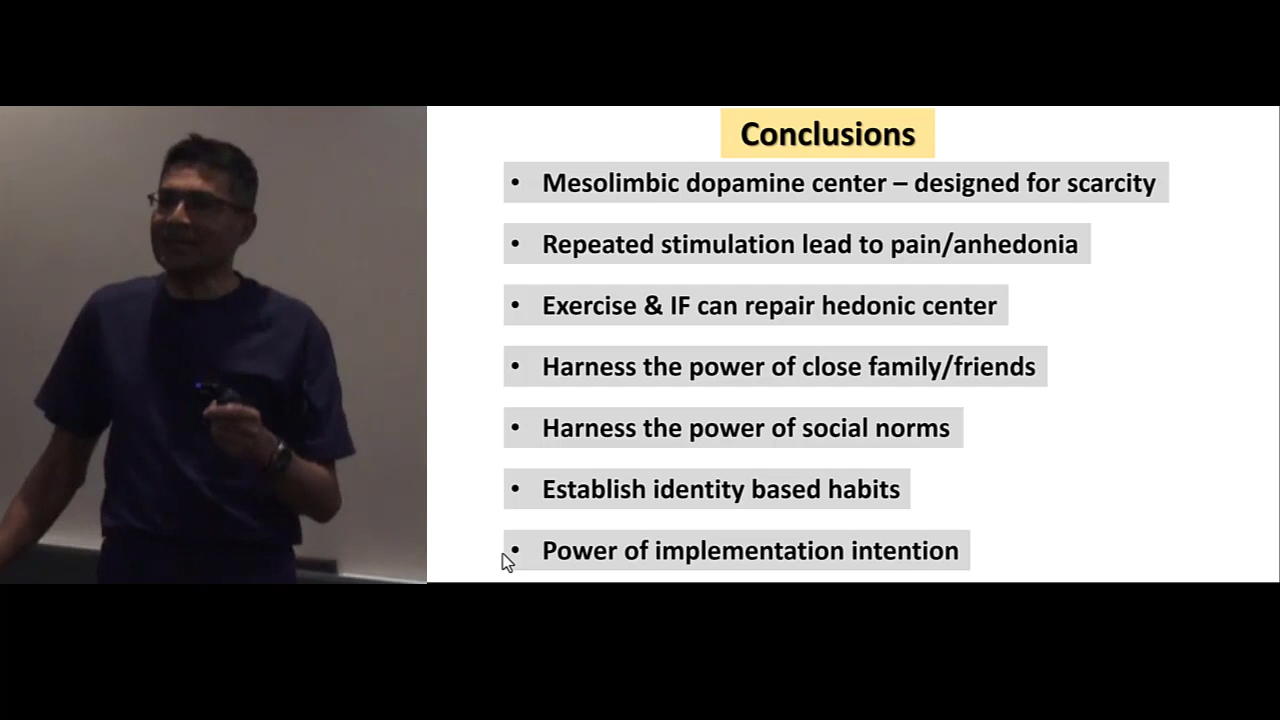 Conclusions
• Mesolimbic dopamine center – designed for scarcity
• Repeated stimulation lead to pain/anhedonia
• Exercise & IF can repair hedonic center
• Harness the power of close family/friends
• Harness the power of social norms
• Establish identity based habits
• Power of implementation intention